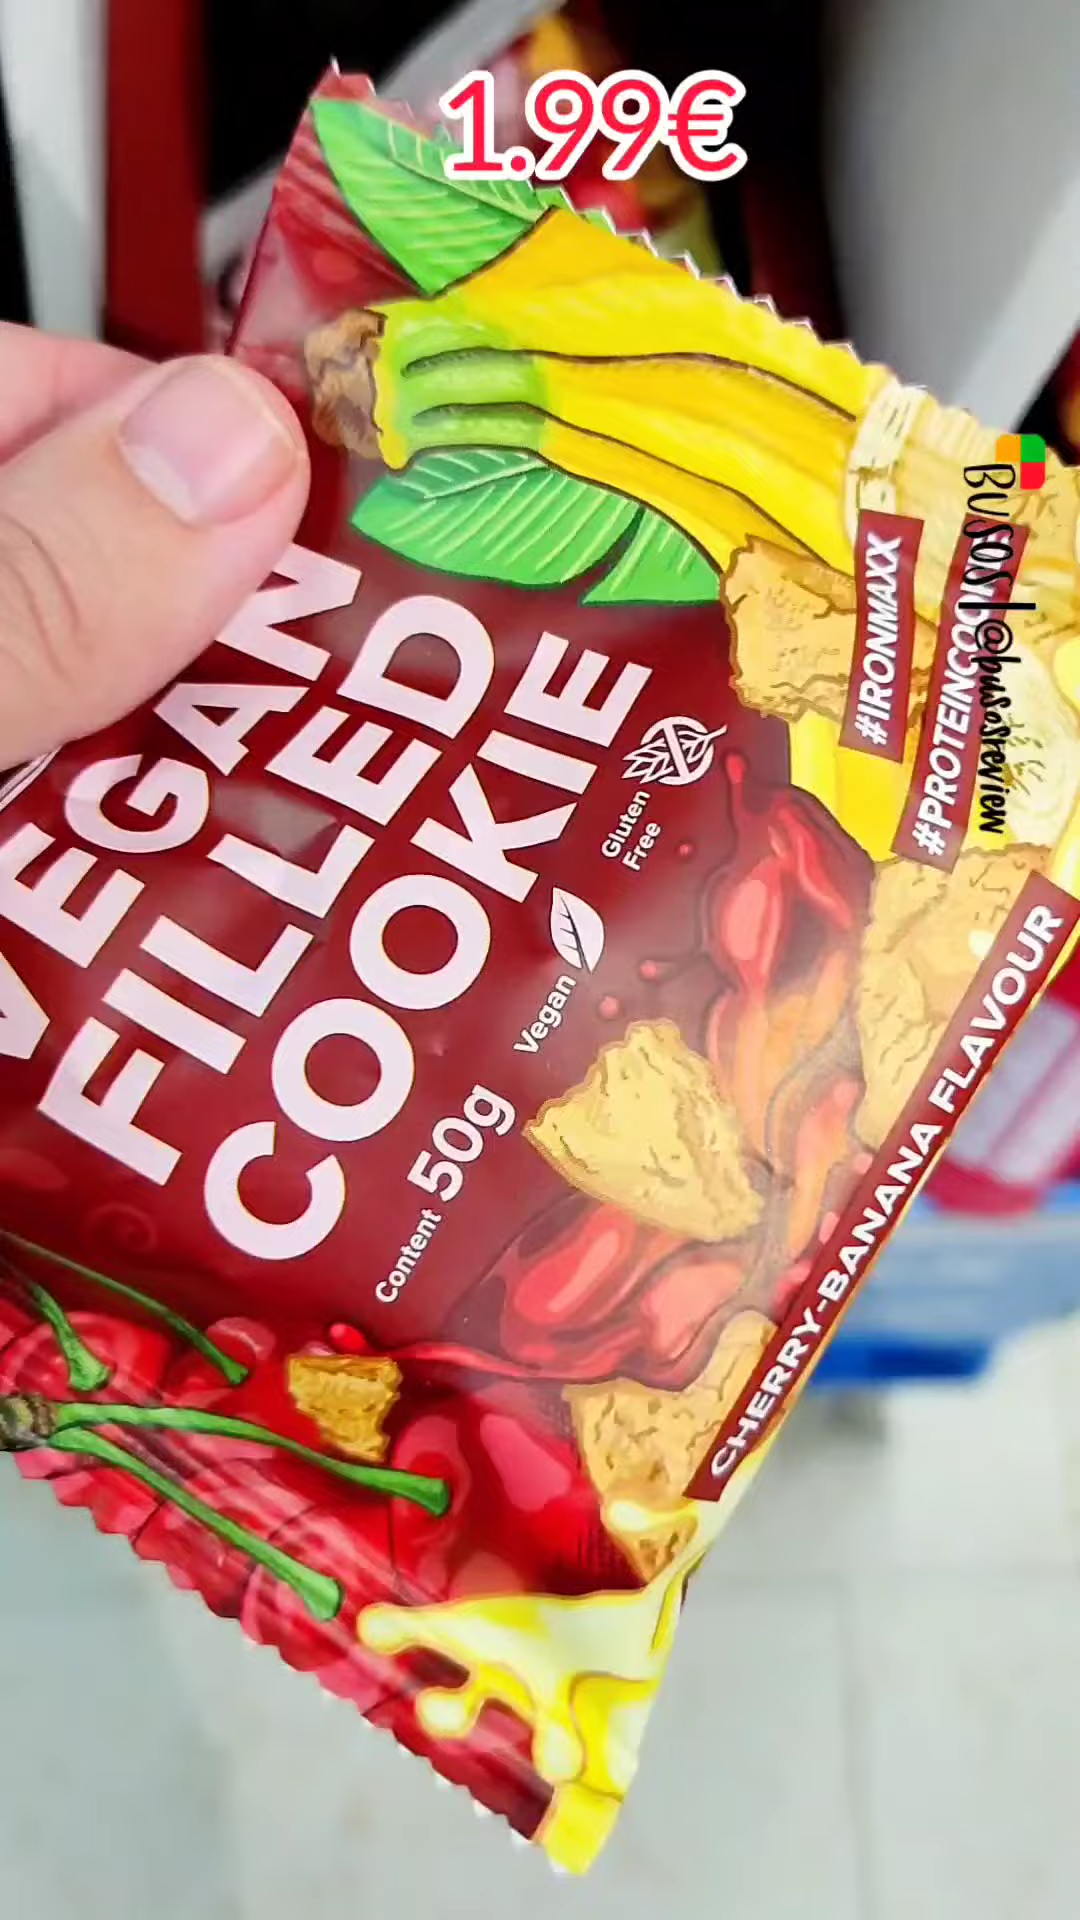 1.99€
VEGAN
FILLED
COOKIE
Gluten
Free
Vegan
Content 50g
#IRONMAXX
CHERRY-BANANA FLAVOUR
BUSOS | @busosreview